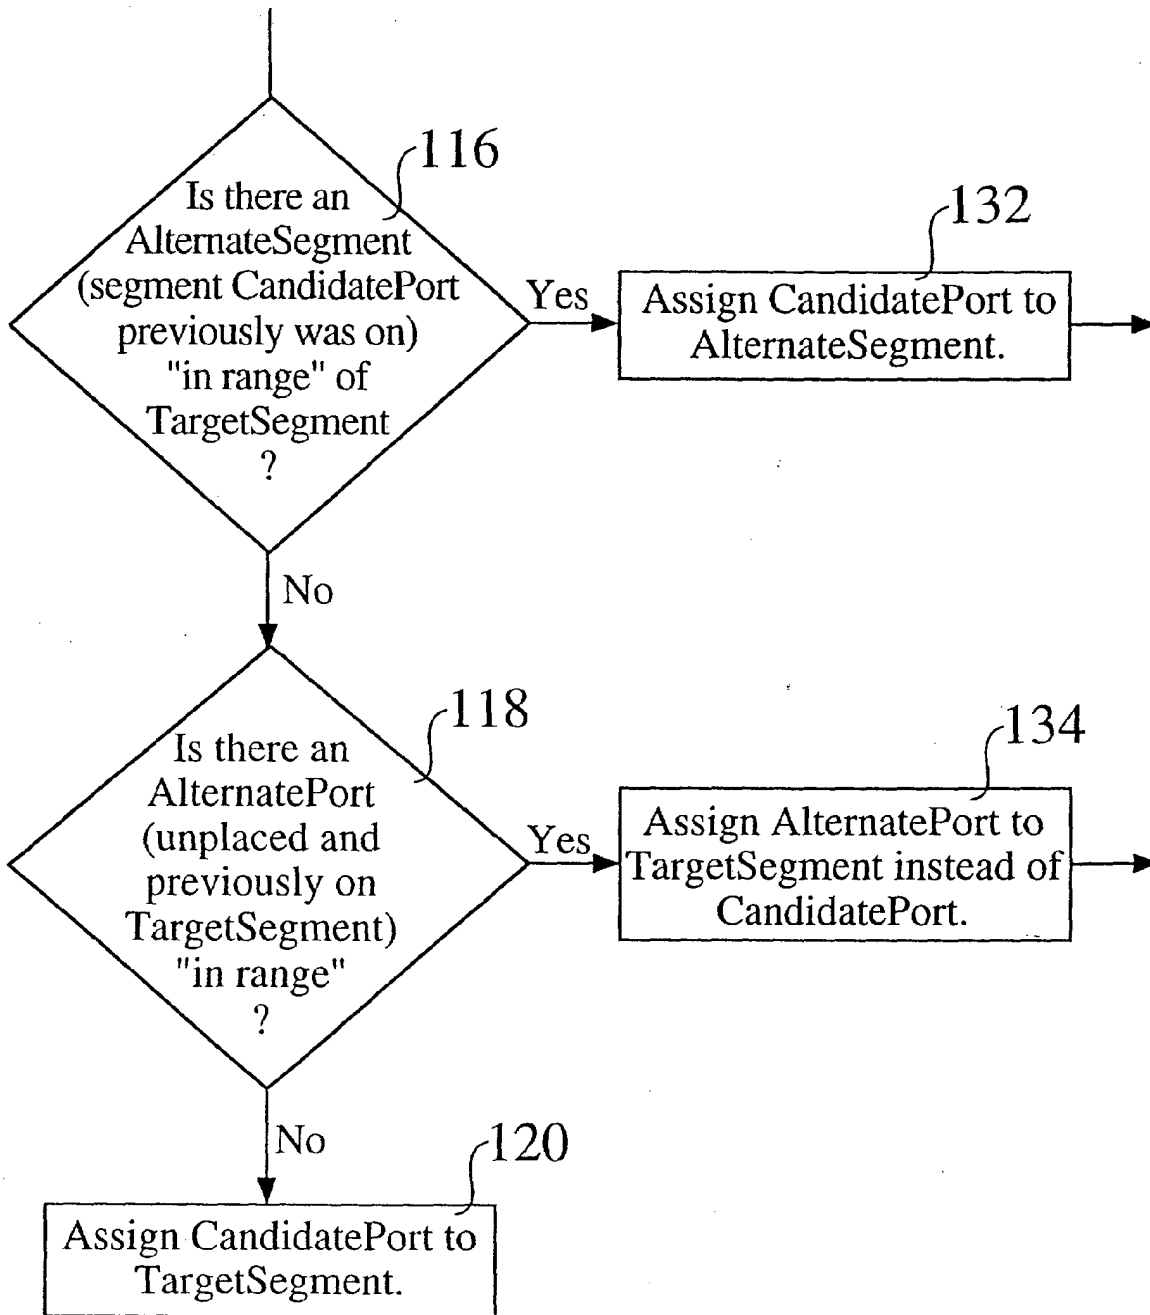 116
Is there an
AlternateSegment
(segment CandidatePort
previously was on)
"in range" of
TargetSegment
?
Yes
132
Assign CandidatePort to
AlternateSegment.
No
118
Is there an
AlternatePort
(unplaced and
previously on
TargetSegment)
"in range"
?
Yes
134
Assign AlternatePort to
TargetSegment instead of
CandidatePort.
No
120
Assign CandidatePort to
TargetSegment.